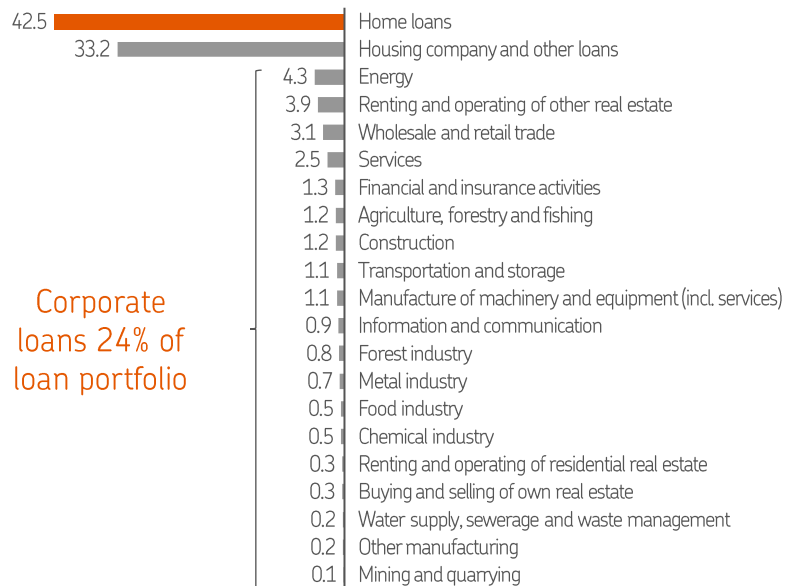 42.5 Home loans
33.2 Housing company and other loans
4.3 Energy
3.9 Renting and operating of other real estate
3.1 Wholesale and retail trade
2.5 Services
1.3 Financial and insurance activities
1.2 Agriculture, forestry and fishing
1.2 Construction
1.1 Transportation and storage
1.1 Manufacture of machinery and equipment (incl. services)
0.9 Information and communication
0.8 Forest industry
0.7 Metal industry
0.5 Food industry
0.5 Chemical industry
0.3 Renting and operating of residential real estate
0.3 Buying and selling of own real estate
0.2 Water supply, sewerage and waste management
0.2 Other manufacturing
0.1 Mining and quarrying
Corporate
loans 24% of
loan portfolio